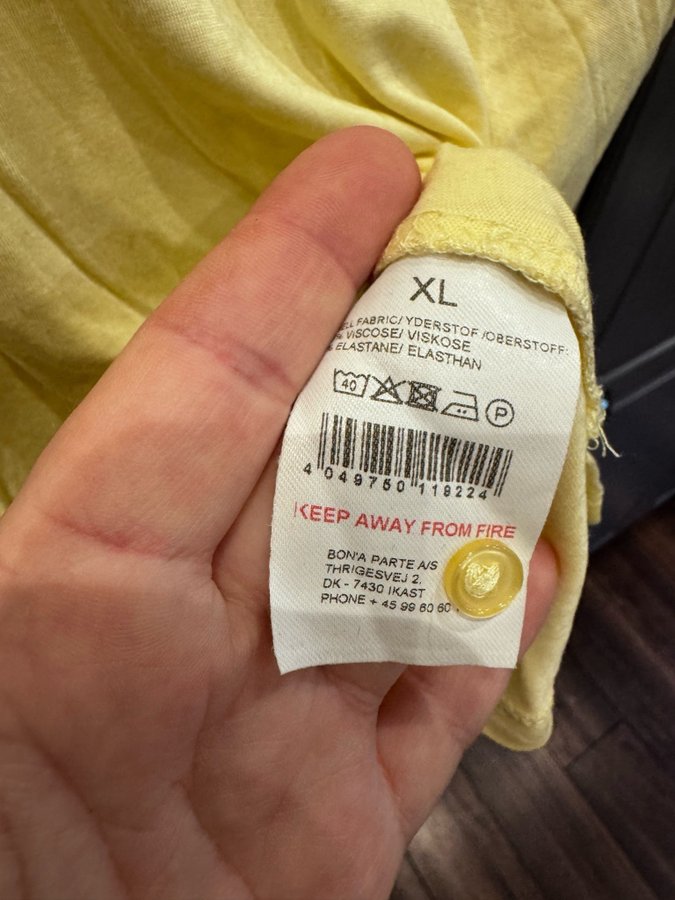 XL
FABRIC/ YDERSTOF /OBERSTOFF:
VISCOSE/ VISKOSE
ELASTANE/ ELASTHAN
40 P
4 049750 119224
KEEP AWAY FROM FIRE
BON'A PARTE A/S
THRIGESVEJ 2.
DK - 7430 IKAST
PHONE + 45 99 60 60